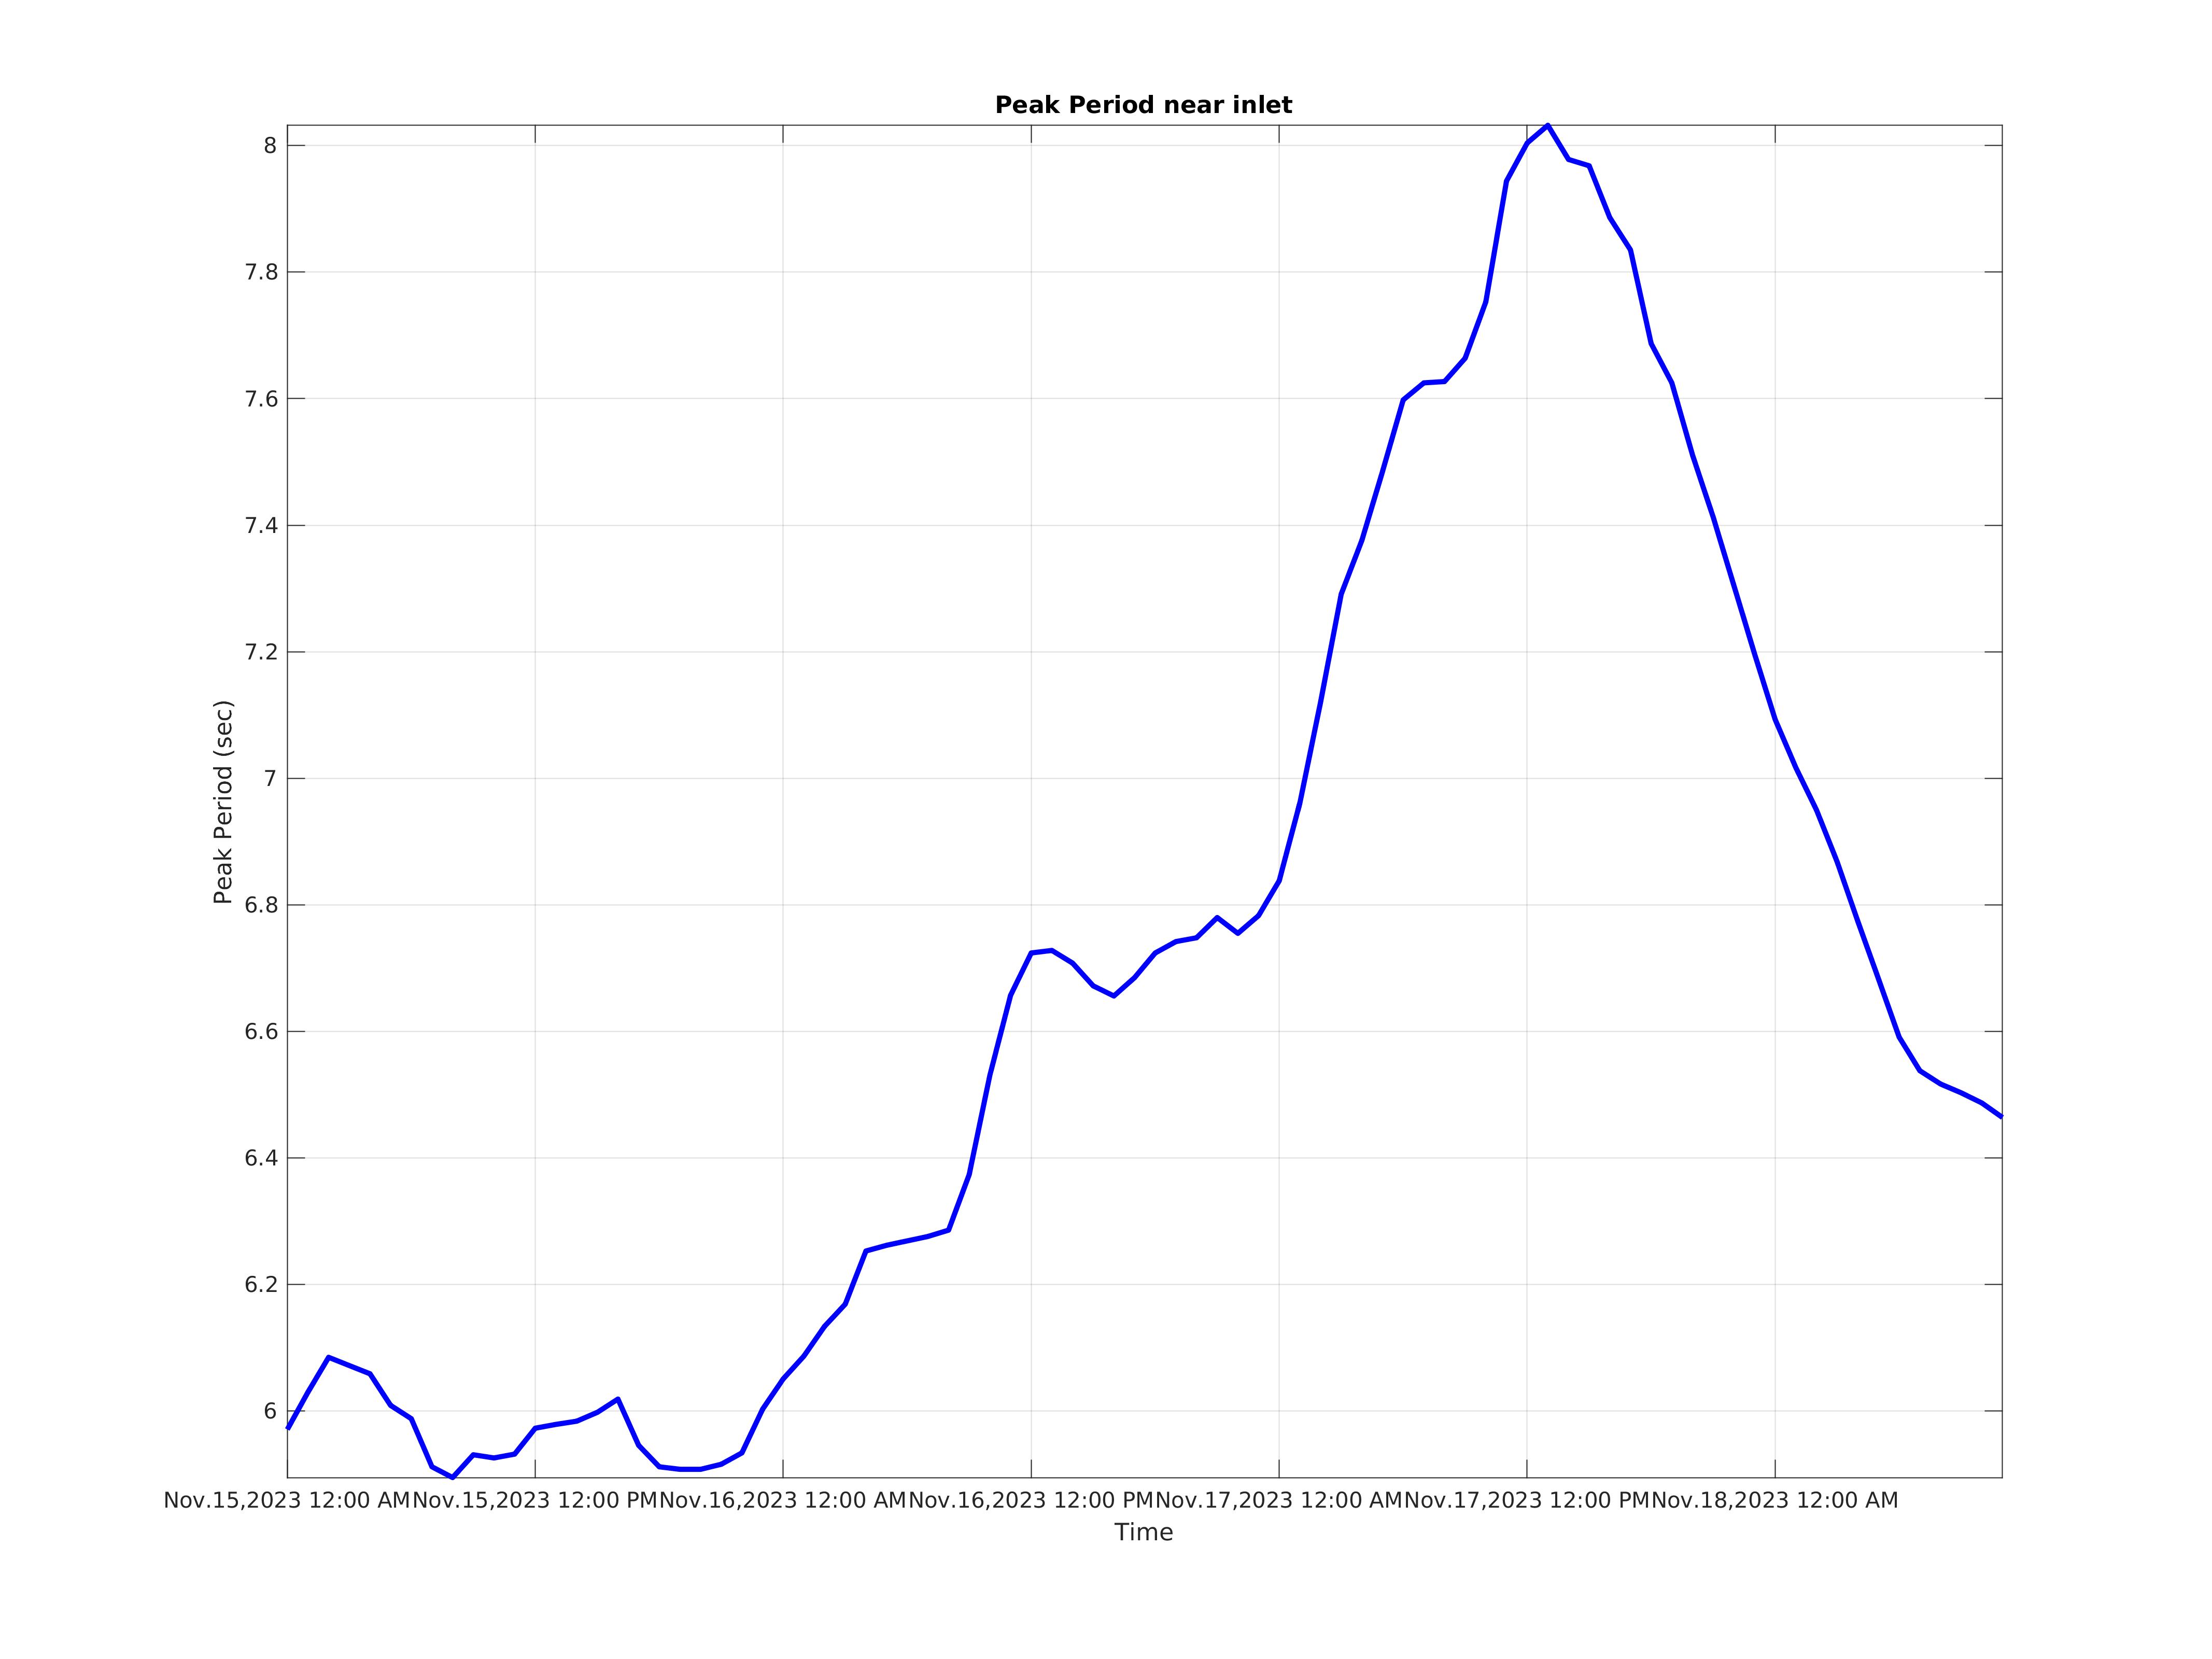 Peak Period near inlet
8
7.8
7.6
7.4
7.2
7
6.8
6.6
6.4
6.2
6
Peak Period (sec)
Nov.15,2023 12:00 AM Nov.15,2023 12:00 PM Nov.16,2023 12:00 AM Nov.16,2023 12:00 PM Nov.17,2023 12:00 AM Nov.17,2023 12:00 PM Nov.18,2023 12:00 AM
Time